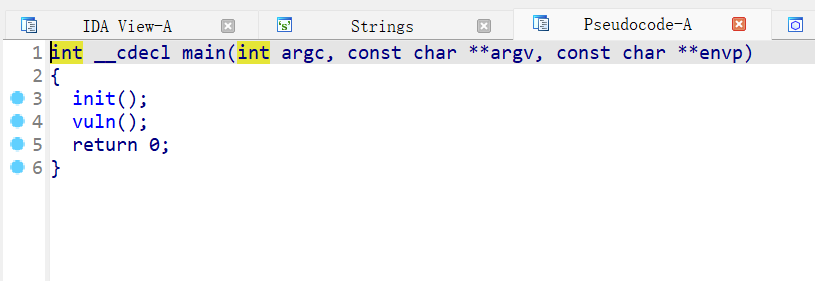 IDA View-A Strings Pseudocode-A
1 int __cdecl main(int argc, const char **argv, const char **envp)
2 {
3   init();
4   vuln();
5   return 0;
6 }